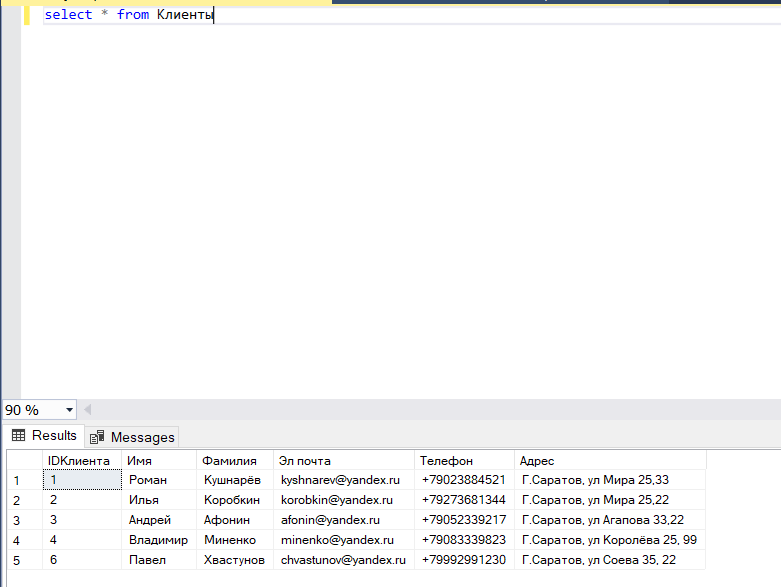 select * from Клиенты
90 %
Results Messages
IDКлиента Имя Фамилия Эл почта Телефон Адрес
1 1 Роман Кушнарёв kyshnarev@yandex.ru +79023884521 Г.Саратов, ул Мира 25,33
2 2 Илья Коробкин korobkin@yandex.ru +79273681344 Г.Саратов, ул Мира 25,22
3 3 Андрей Афонин afonin@yandex.ru +79052339217 Г.Саратов, ул Агапова 33,22
4 4 Владимир Миненко minenko@yandex.ru +79083339823 Г.Саратов, ул Королёва 25, 99
5 6 Павел Хвастунов chvastunov@yandex.ru +79992991230 Г.Саратов, ул Соева 35, 22